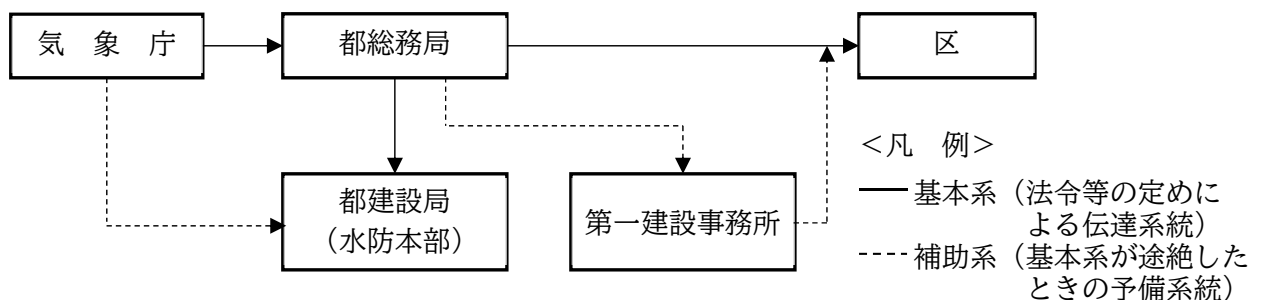 気　象　庁
都総務局
区
都建設局
（水防本部）
第一建設事務所
＜凡　例＞
基本系（法令等の定めに
よる伝達系統）
補助系（基本系が途絶した
ときの予備系統）